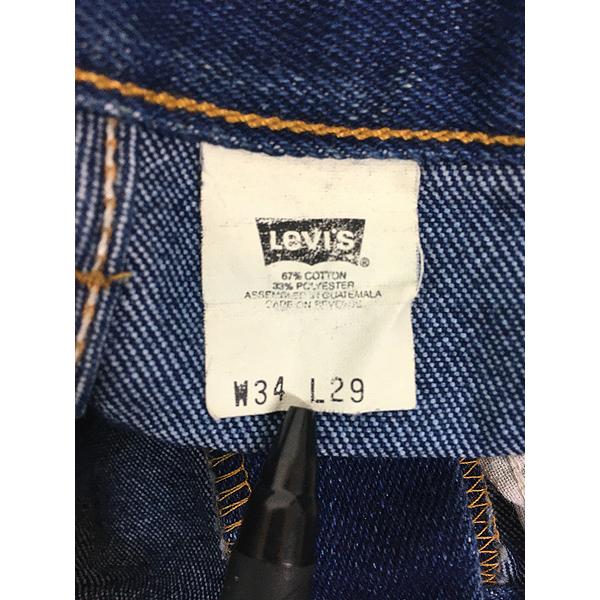 LEVI'S ®
67% COTTON
33% POLYESTER
ASSEMBLED IN GUATEMALA
CARE ON REVERSE
W34 L29